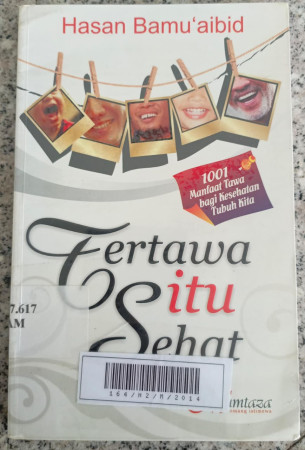 Hasan Bamu'aibid
1001
Manfaat Tawa
bagi Kesehatan
Tubuh Kita
Tertawa
itu
7.617
AM
Sehat
164/H2/M/2014